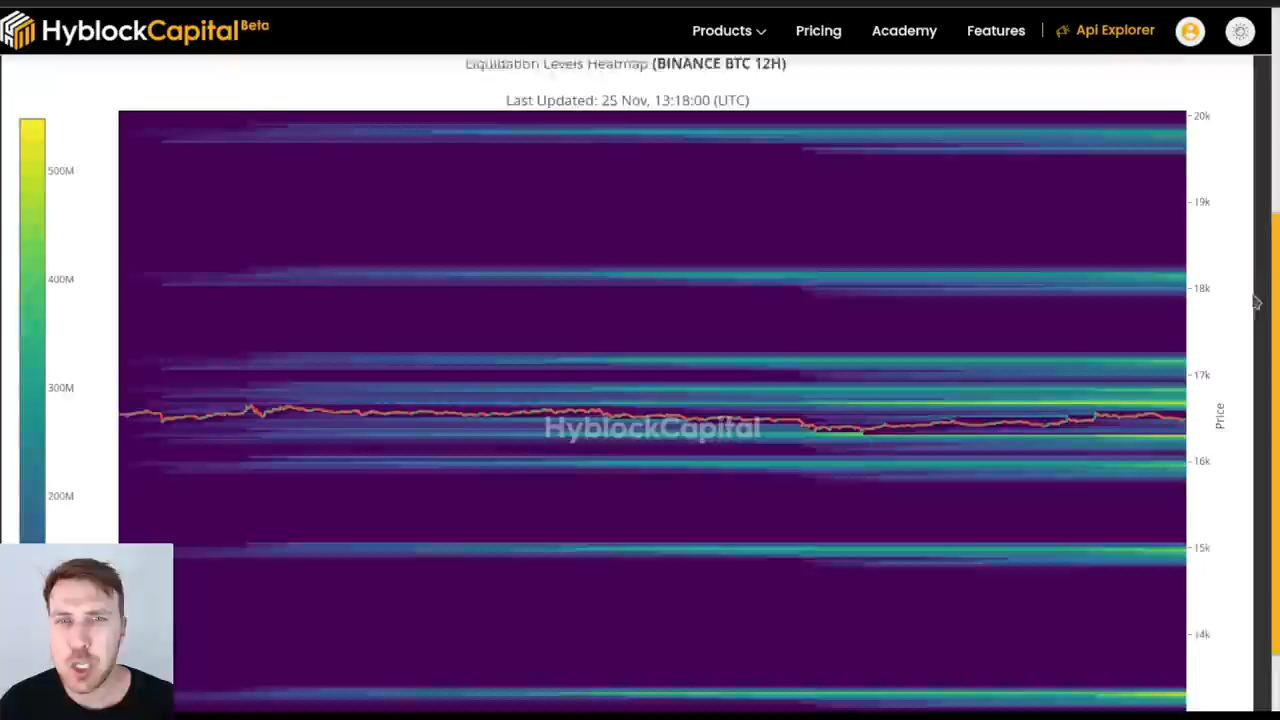 HyblockCapital Beta
Products Pricing Academy Features Api Explorer
Liquidation Levels Heatmap (BINANCE BTC 12H)
Last Updated: 25 Nov, 13:18:00 (UTC)
500M
400M
300M
200M
20k
19k
18k
17k
16k
15k
14k
Price
HyblockCapital